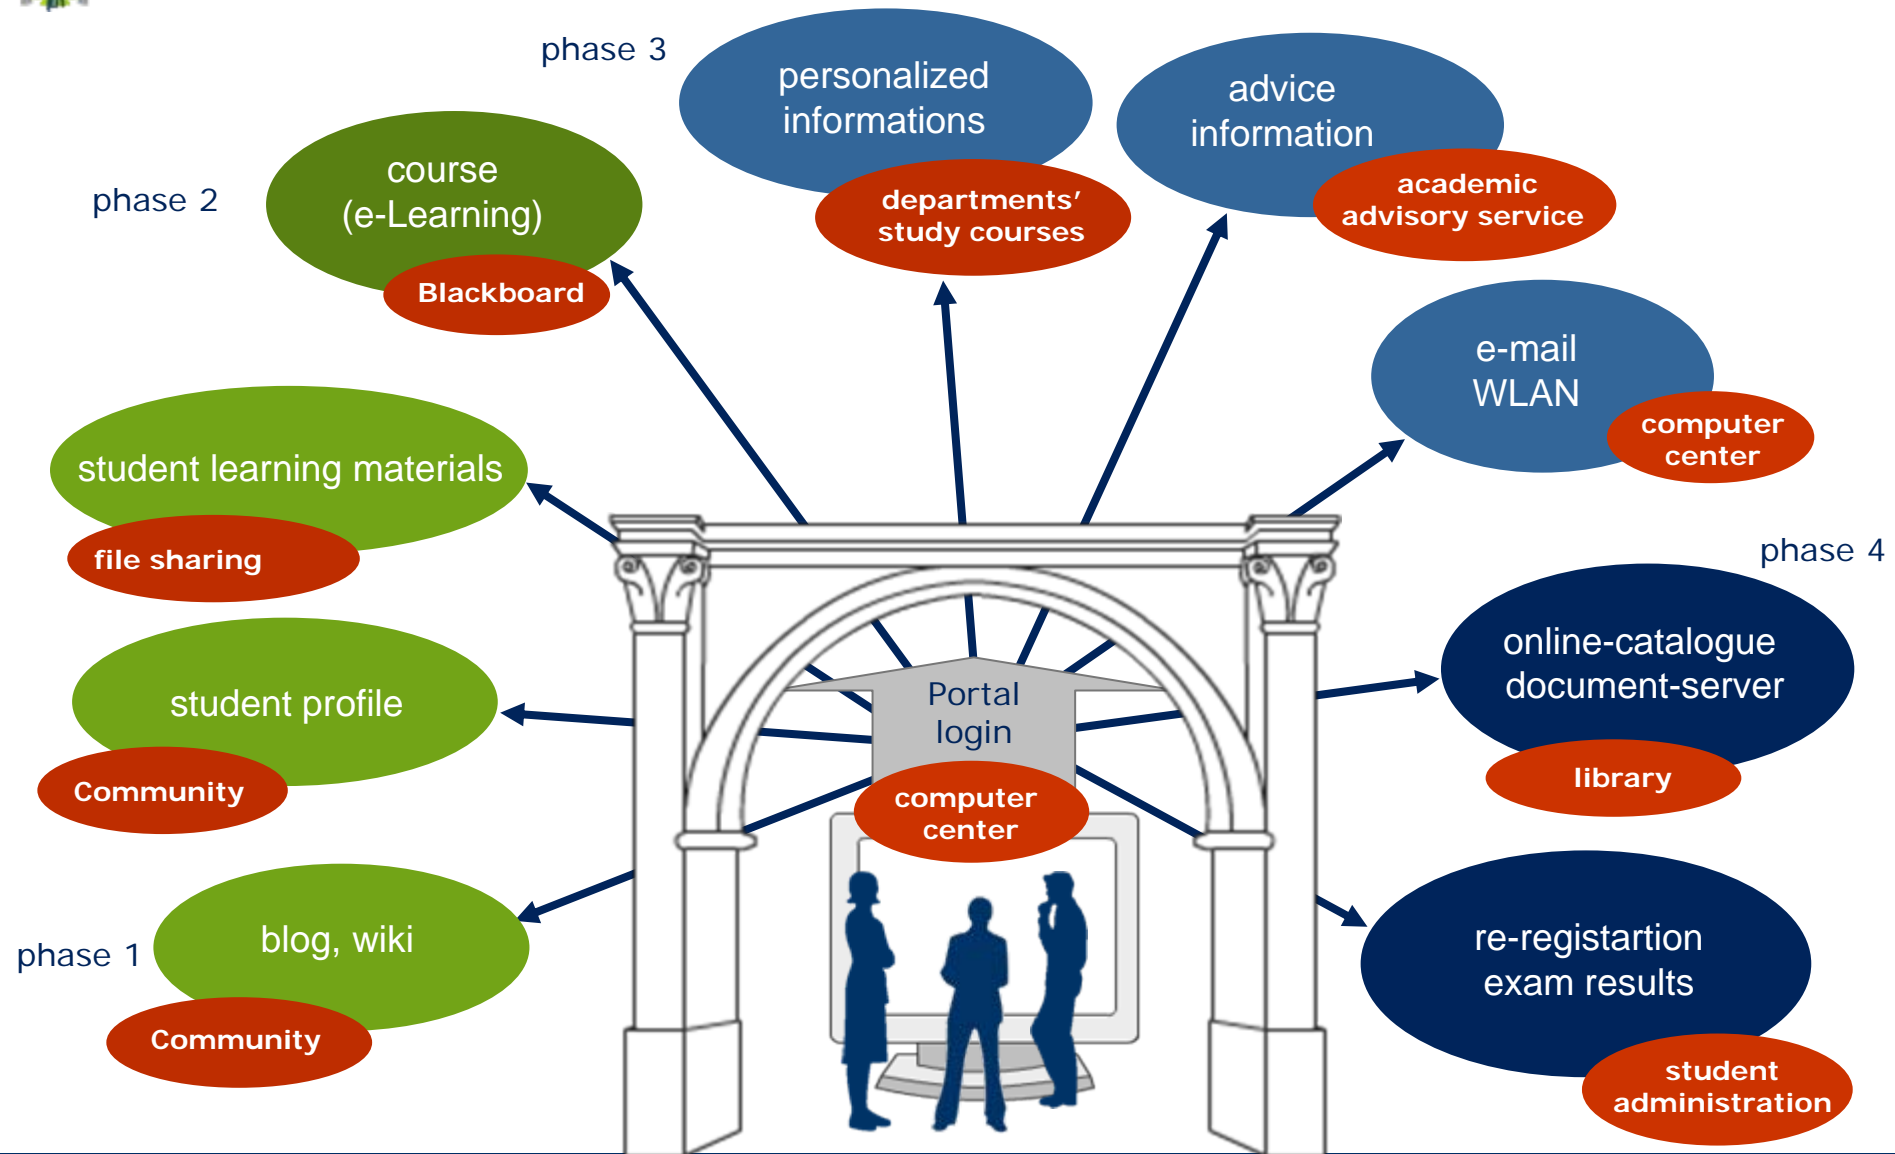 phase 3
personalized
informations
departments’
study courses
advice
information
academic
advisory service
phase 2
course
(e-Learning)
Blackboard
e-mail
WLAN
computer
center
student learning materials
file sharing
phase 4
online-catalogue
document-server
library
student profile
Community
Portal
login
computer
center
phase 1
blog, wiki
Community
re-registartion
exam results
student
administration